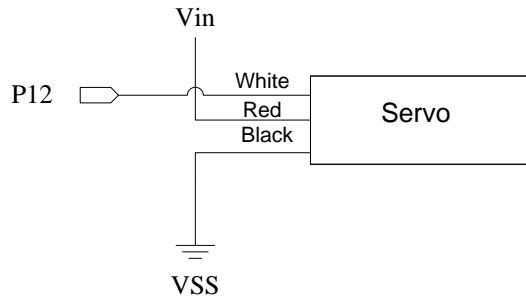 Vin
White
P12
Red
Servo
Black
VSS